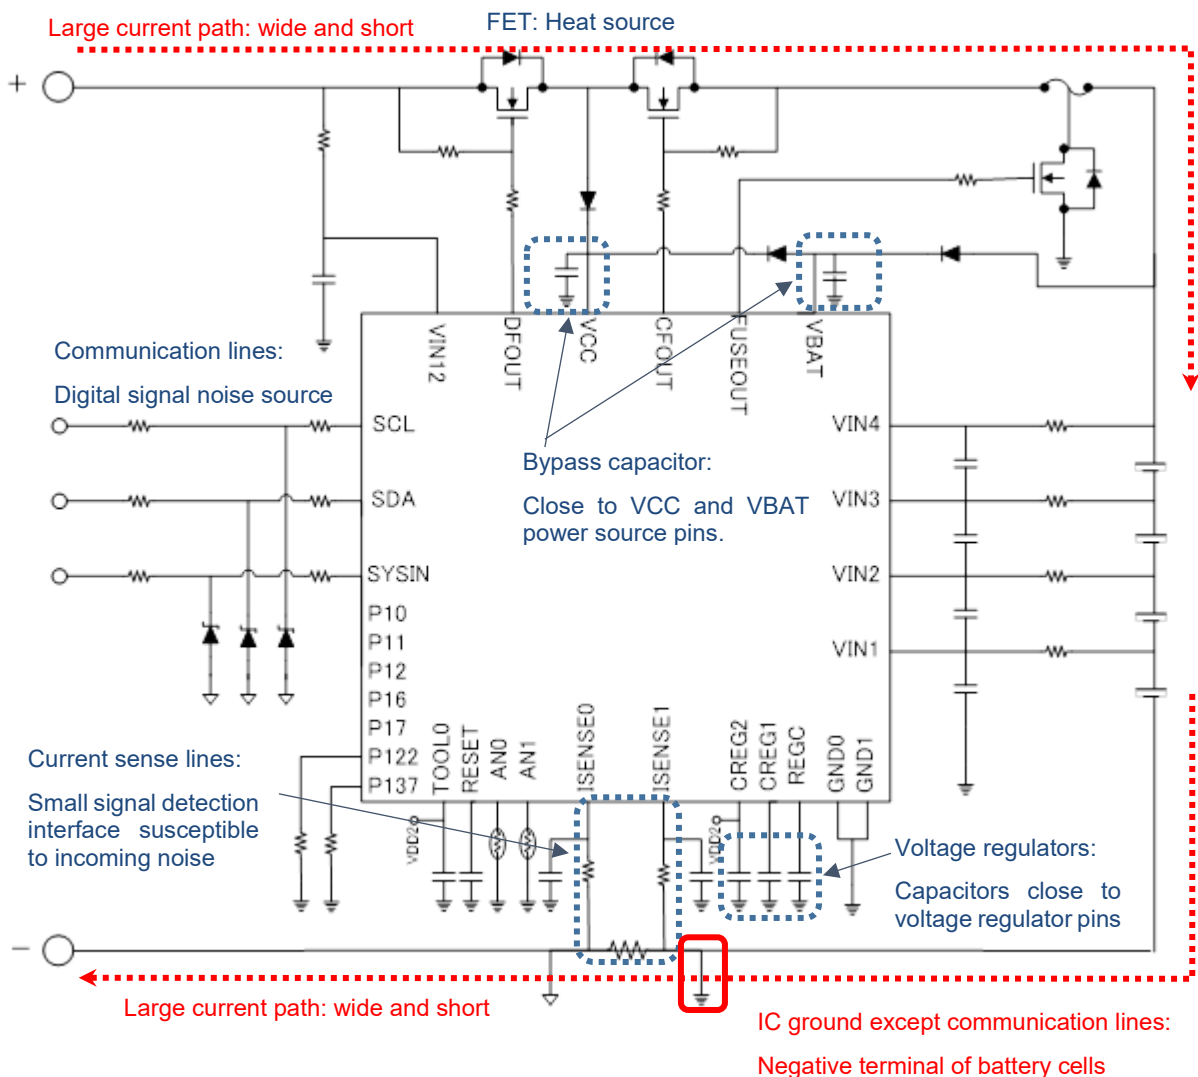 Large current path: wide and short
FET: Heat source
+
VIN12
DFOUT
VCC
CFOUT
FUSEOUT
VBAT
Communication lines:
Digital signal noise source
SCL
SDA
SYSIN
P10
P11
P12
P16
P17
P122
P137
Bypass capacitor:
Close to VCC and VBAT
power source pins.
VIN4
VIN3
VIN2
VIN1
Current sense lines:
Small signal detection
interface susceptible
to incoming noise
TOOL0
RESET
AN0
AN1
ISENSE0
ISENSE1
CREG2
CREG1
REGC
GND0
GND1
VDD2
VDD2
Voltage regulators:
Capacitors close to
voltage regulator pins
−
Large current path: wide and short
IC ground except communication lines:
Negative terminal of battery cells